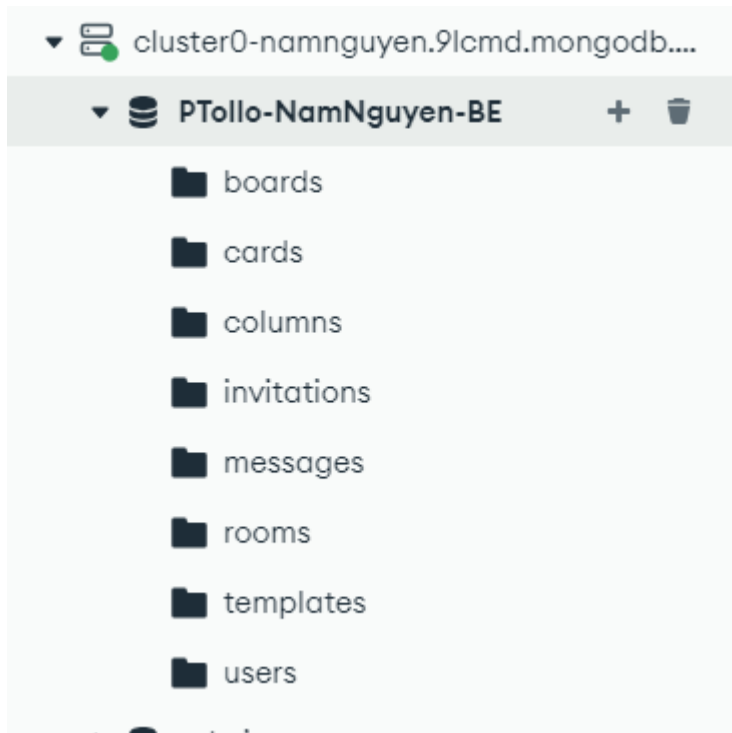 cluster0-namnguyen.9lcmd.mongodb....
PTollo-NamNguyen-BE
boards
cards
columns
invitations
messages
rooms
templates
users